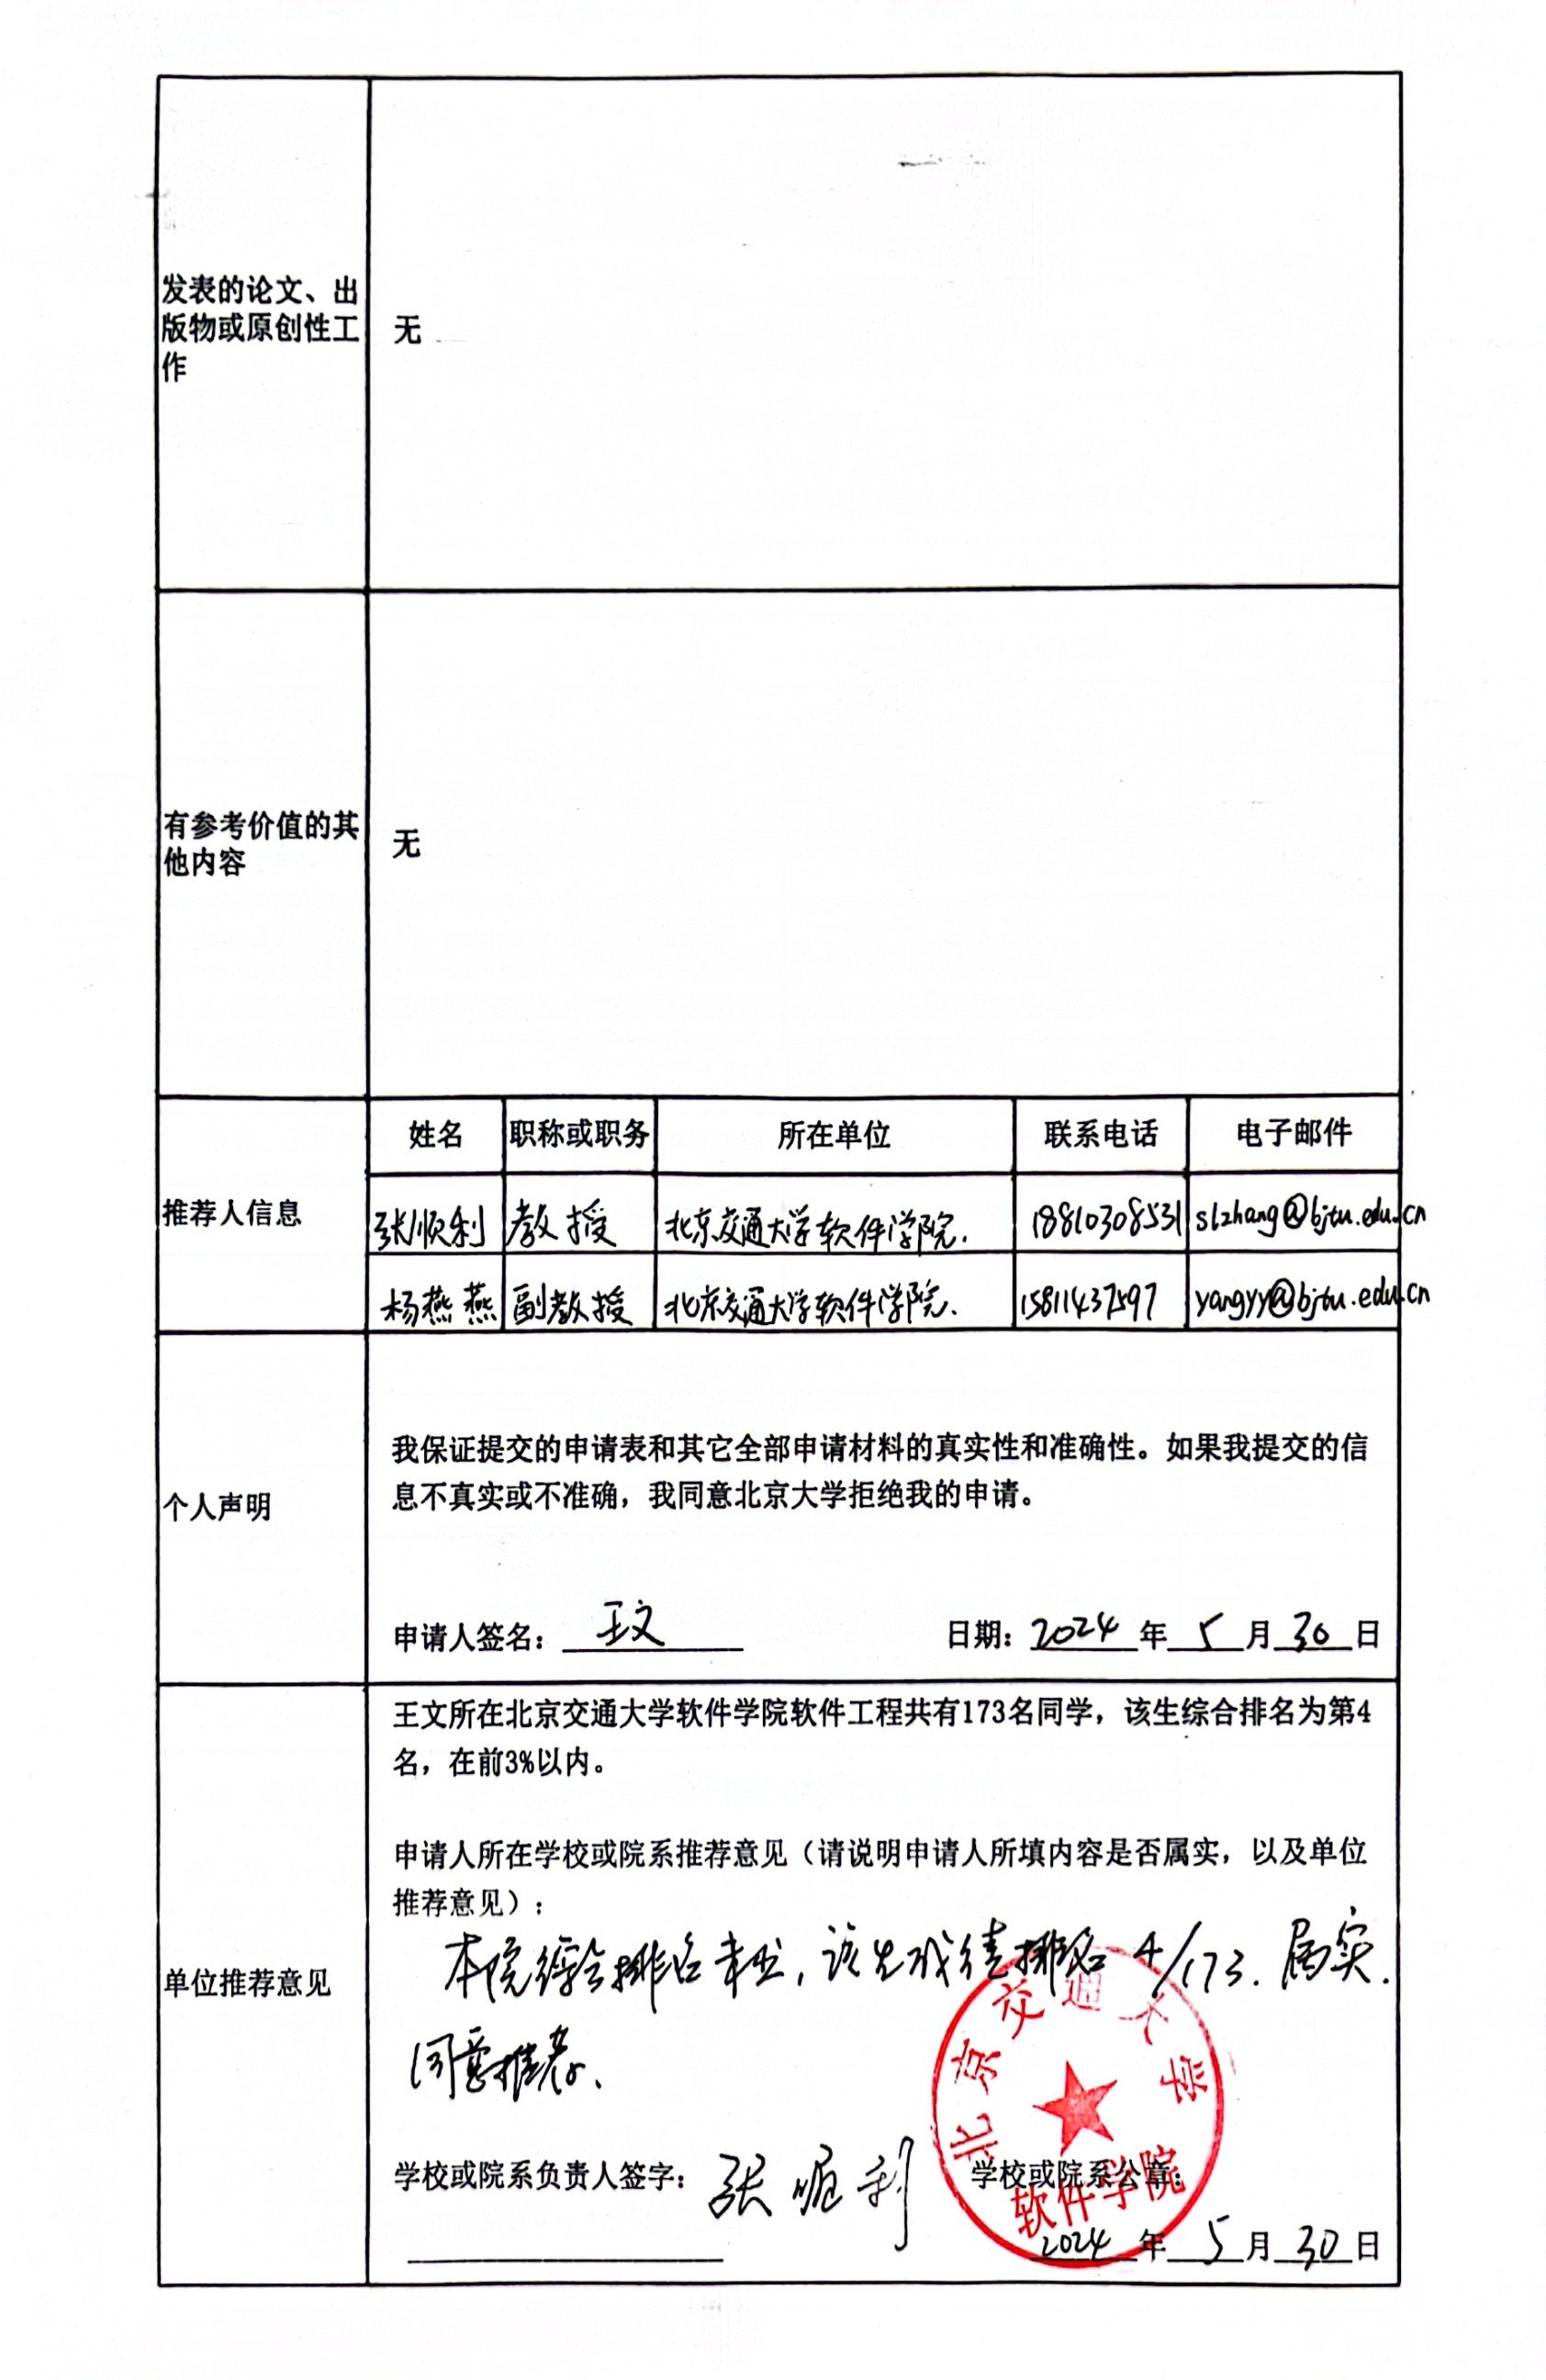 发表的论文、出
版物或原创性工
作
无
有参考价值的其
他内容
无
推荐人信息
姓名 职称或职务 所在单位 联系电话 电子邮件
张顺利 教授 北京交通大学软件学院. 18810308531 slzhang@bjtu.edu.cn
杨燕燕 副教授 北京交通大学软件学院. 15811437597 yangyy@bjtu.edu.cn
个人声明
我保证提交的申请表和其它全部申请材料的真实性和准确性。如果我提交的信
息不真实或不准确，我同意北京大学拒绝我的申请。
申请人签名： 王文 日期：2024 年 5 月 30 日
单位推荐意见
王文所在北京交通大学软件学院软件工程共有173名同学，该生综合排名为第4
名，在前3%以内。
申请人所在学校或院系推荐意见（请说明申请人所填内容是否属实，以及单位
推荐意见）：
本院综合排名 ，该生成绩排名 4/173. 属实.
同意推荐、
学校或院系负责人签字： 张顺利 学校或院系公章：
北京交通大学
软件学院
2024 年 5 月 30 日